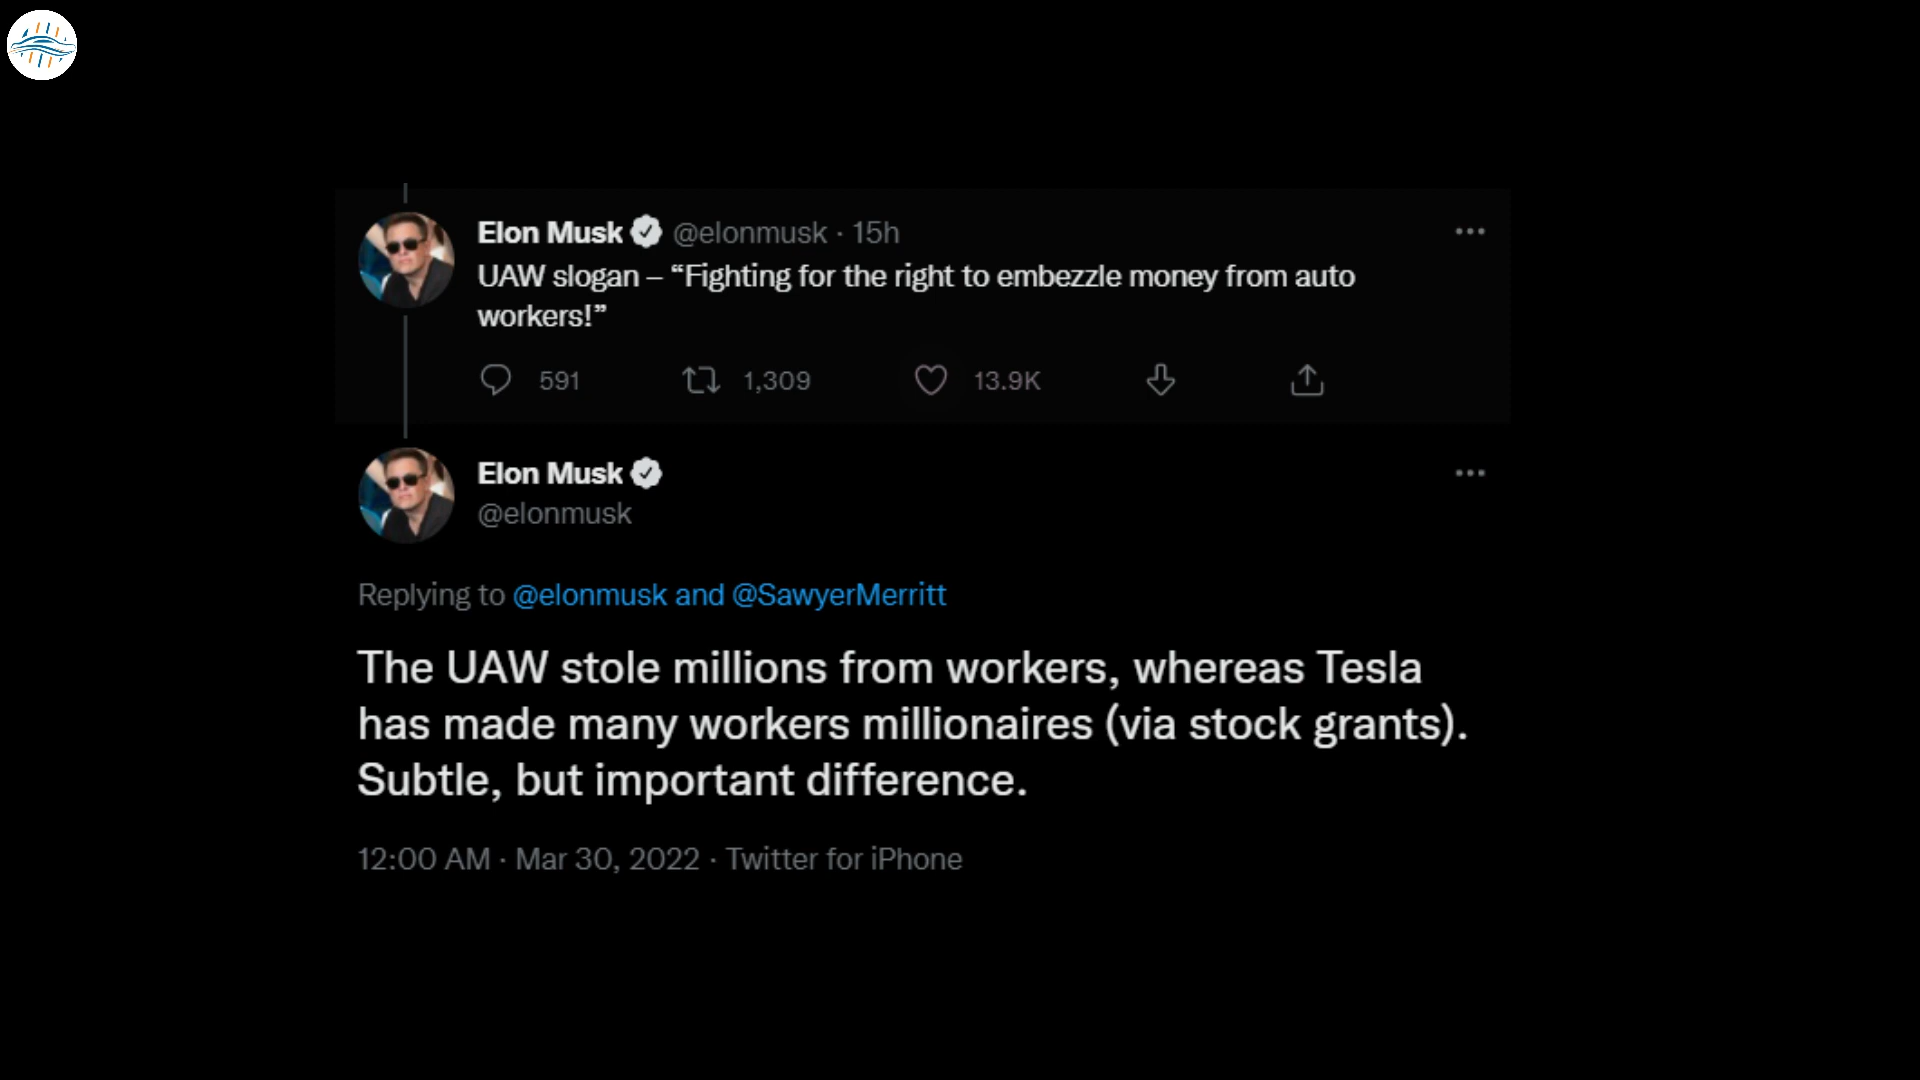 Elon Musk @elonmusk · 15h
UAW slogan – “Fighting for the right to embezzle money from auto
workers!”
591 1,309 13.9K
Elon Musk
@elonmusk
Replying to @elonmusk and @SawyerMerritt
The UAW stole millions from workers, whereas Tesla
has made many workers millionaires (via stock grants).
Subtle, but important difference.
12:00 AM · Mar 30, 2022 · Twitter for iPhone